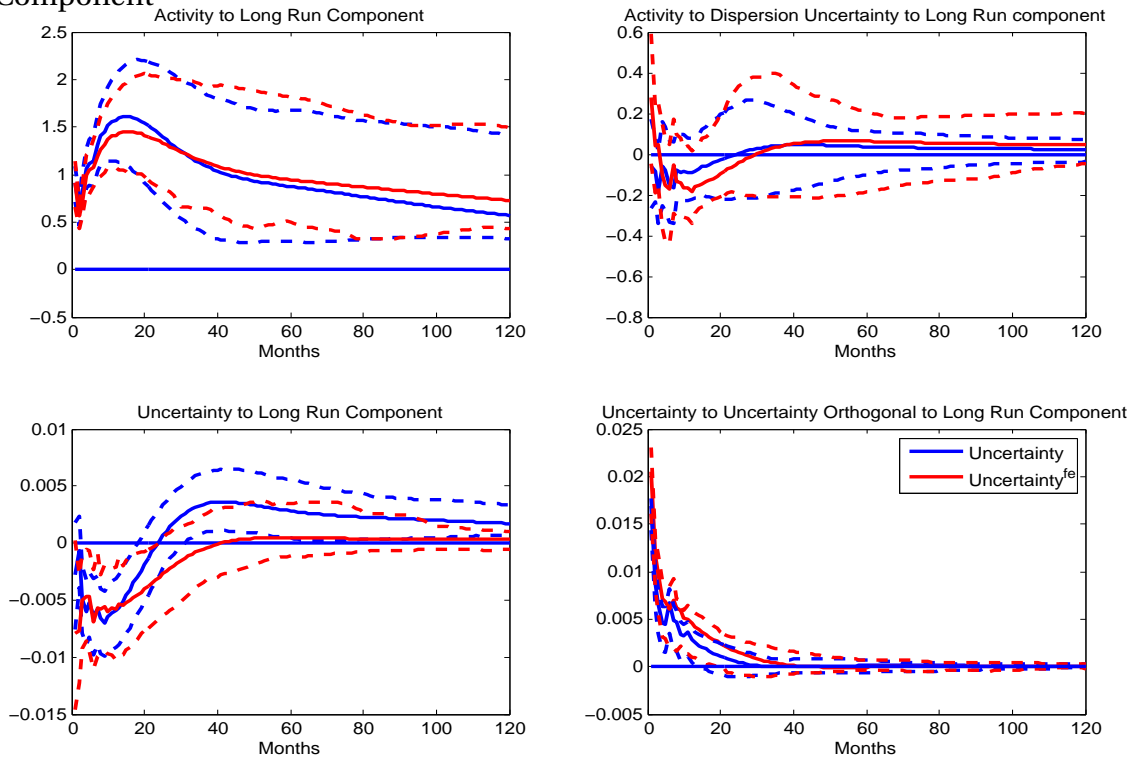 Component
Activity to Long Run Component
2.5
2
1.5
1
0.5
0
−0.5
0 20 40 60 80 100 120
Months
Activity to Dispersion Uncertainty to Long Run component
0.6
0.4
0.2
0
−0.2
−0.4
−0.6
−0.8
0 20 40 60 80 100 120
Months
Uncertainty to Long Run Component
0.01
0.005
0
−0.005
−0.01
−0.015
0 20 40 60 80 100 120
Months
Uncertainty to Uncertainty Orthogonal to Long Run Component
0.025
0.02
0.015
0.01
0.005
0
−0.005
0 20 40 60 80 100 120
Months
Uncertainty
Uncertainty^fe